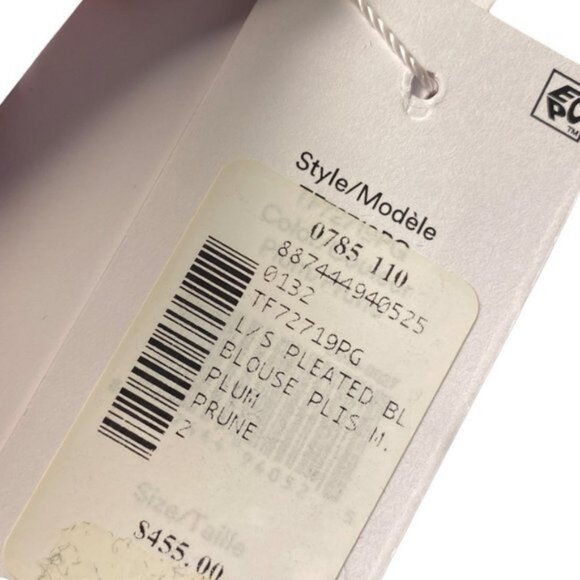 Style/Modèle
0785 110
887444940525
0132
TF72719PG
L/S PLEATED BL
BLOUSE PLIS M.
PLUM
PRUNE
2
Size/Taille
$455.00